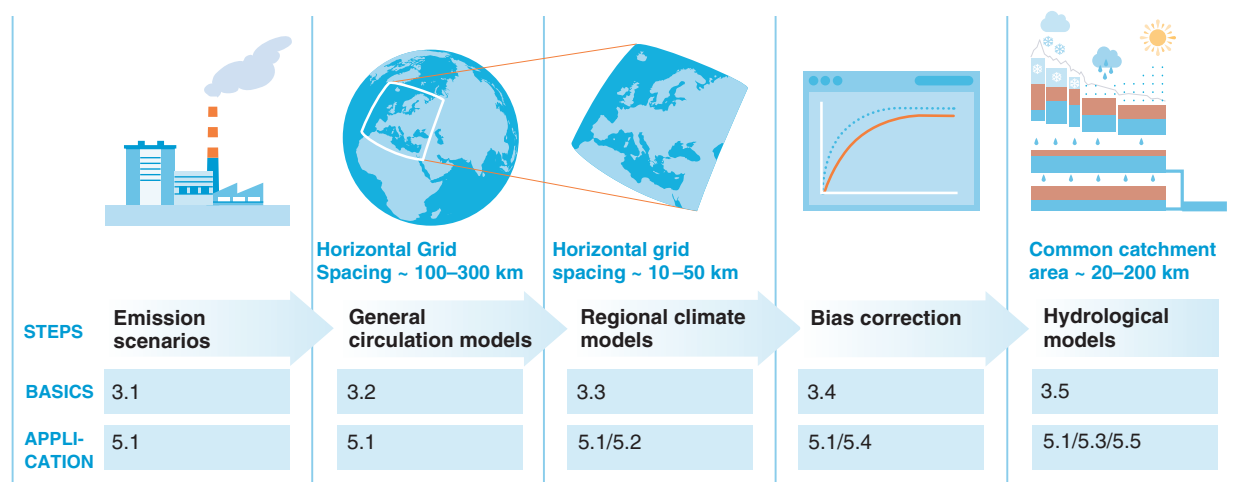 Horizontal Grid
Spacing ~ 100–300 km
Horizontal grid
spacing ~ 10–50 km
Common catchment
area ~ 20–200 km
STEPS
Emission
scenarios
General
circulation models
Regional climate
models
Bias correction
Hydrological
models
BASICS
3.1
3.2
3.3
3.4
3.5
APPLI-
CATION
5.1
5.1
5.1/5.2
5.1/5.4
5.1/5.3/5.5